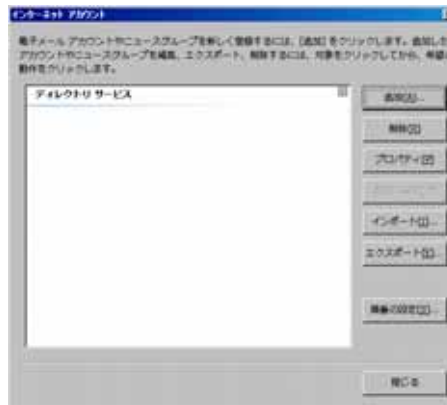 インターネット アカウント
電子メール アカウントやニュースグループを新しく登録するには、[追加] をクリックします。追加した
アカウントやニュースグループを編集、エクスポート、削除するには、対象をクリックしてから、希望の
動作をクリックします。
ディレクトリ サービス
追加(A)...
削除(R)
プロパティ(P)
インポート(I)...
エクスポート(E)...
順番の設定(S)...
閉じる